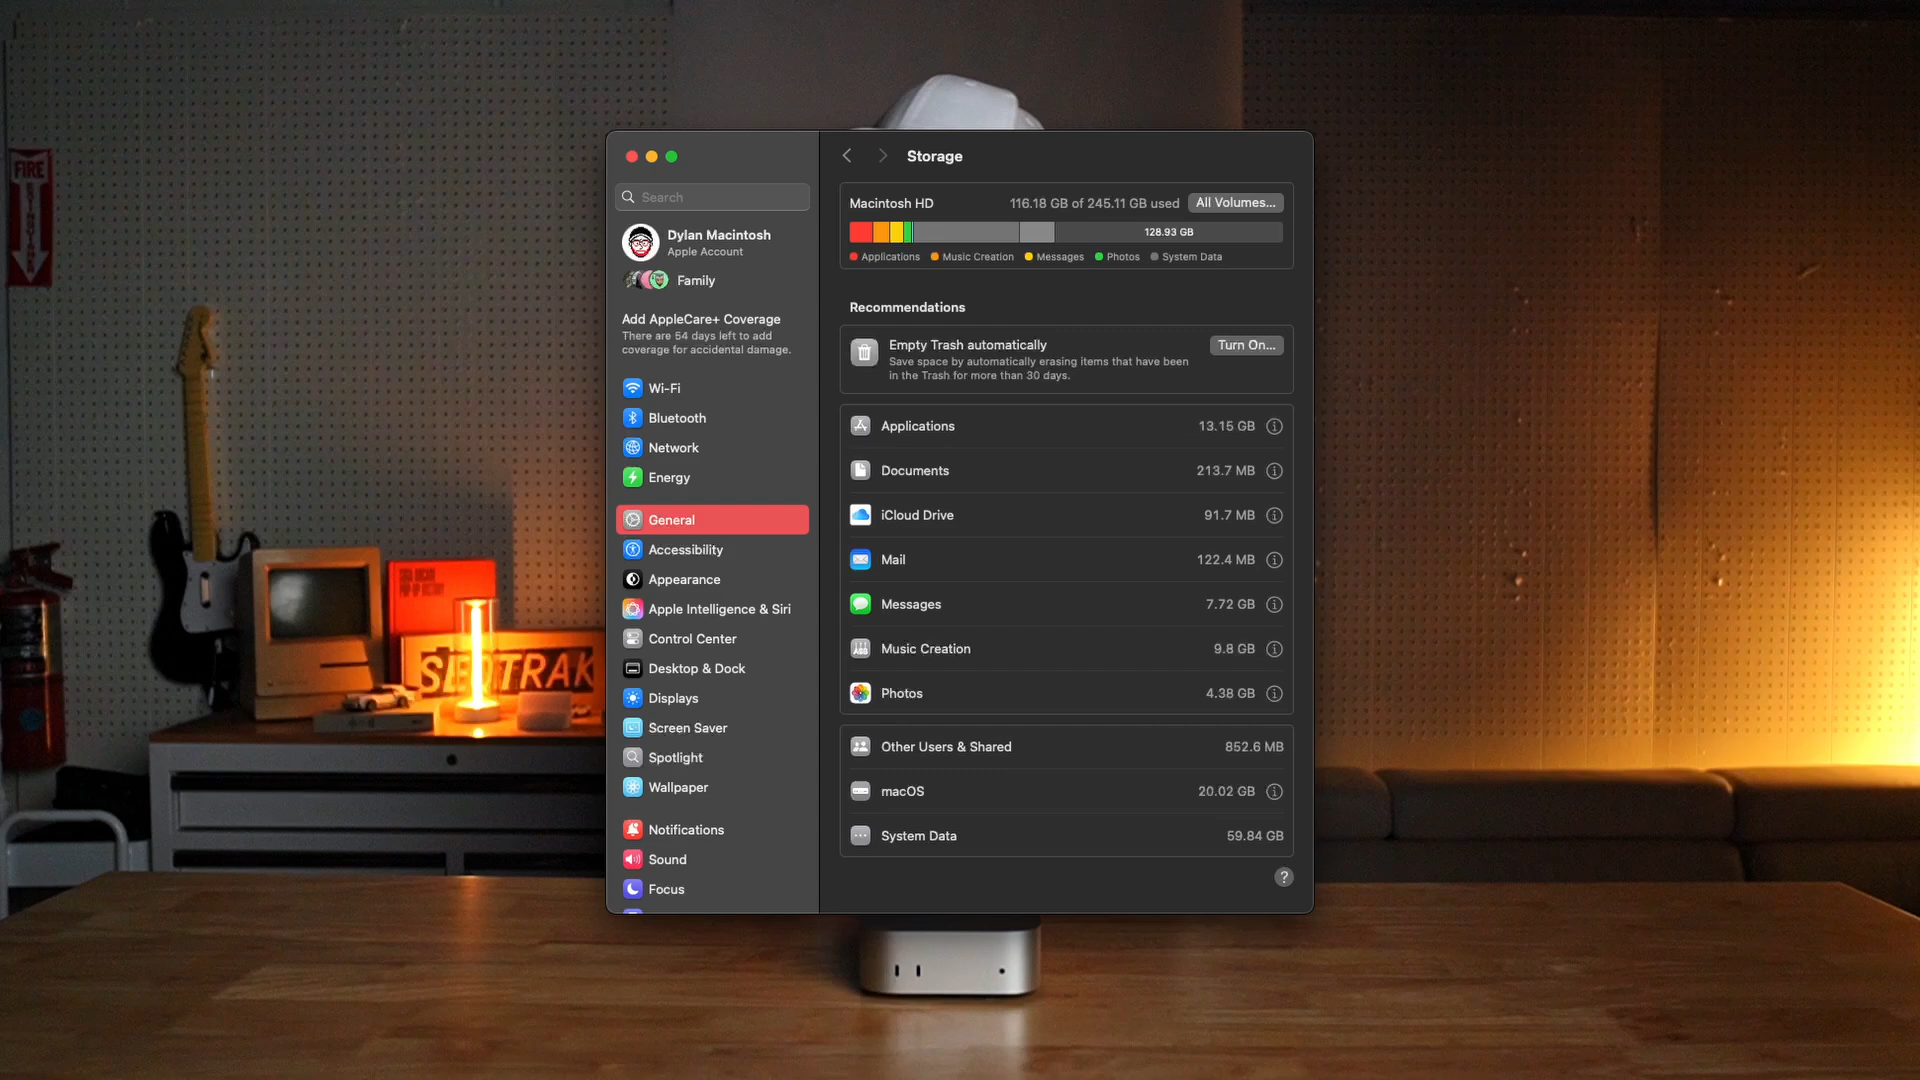 FIRE
Search
Dylan Macintosh
Apple Account
Family
Add AppleCare+ Coverage
There are 54 days left to add
coverage for accidental damage.
Wi-Fi
Bluetooth
Network
Energy
General
Accessibility
Appearance
Apple Intelligence & Siri
Control Center
Desktop & Dock
Displays
Screen Saver
Spotlight
Wallpaper
Notifications
Sound
Focus
Storage
Macintosh HD 116.18 GB of 245.11 GB used All Volumes...
128.93 GB
Applications Music Creation Messages Photos System Data
Recommendations
Empty Trash automatically Turn On...
Save space by automatically erasing items that have been
in the Trash for more than 30 days.
Applications 13.15 GB
Documents 213.7 MB
iCloud Drive 91.7 MB
Mail 122.4 MB
Messages 7.72 GB
Music Creation 9.8 GB
Photos 4.38 GB
Other Users & Shared 852.6 MB
macOS 20.02 GB
System Data 59.84 GB
?